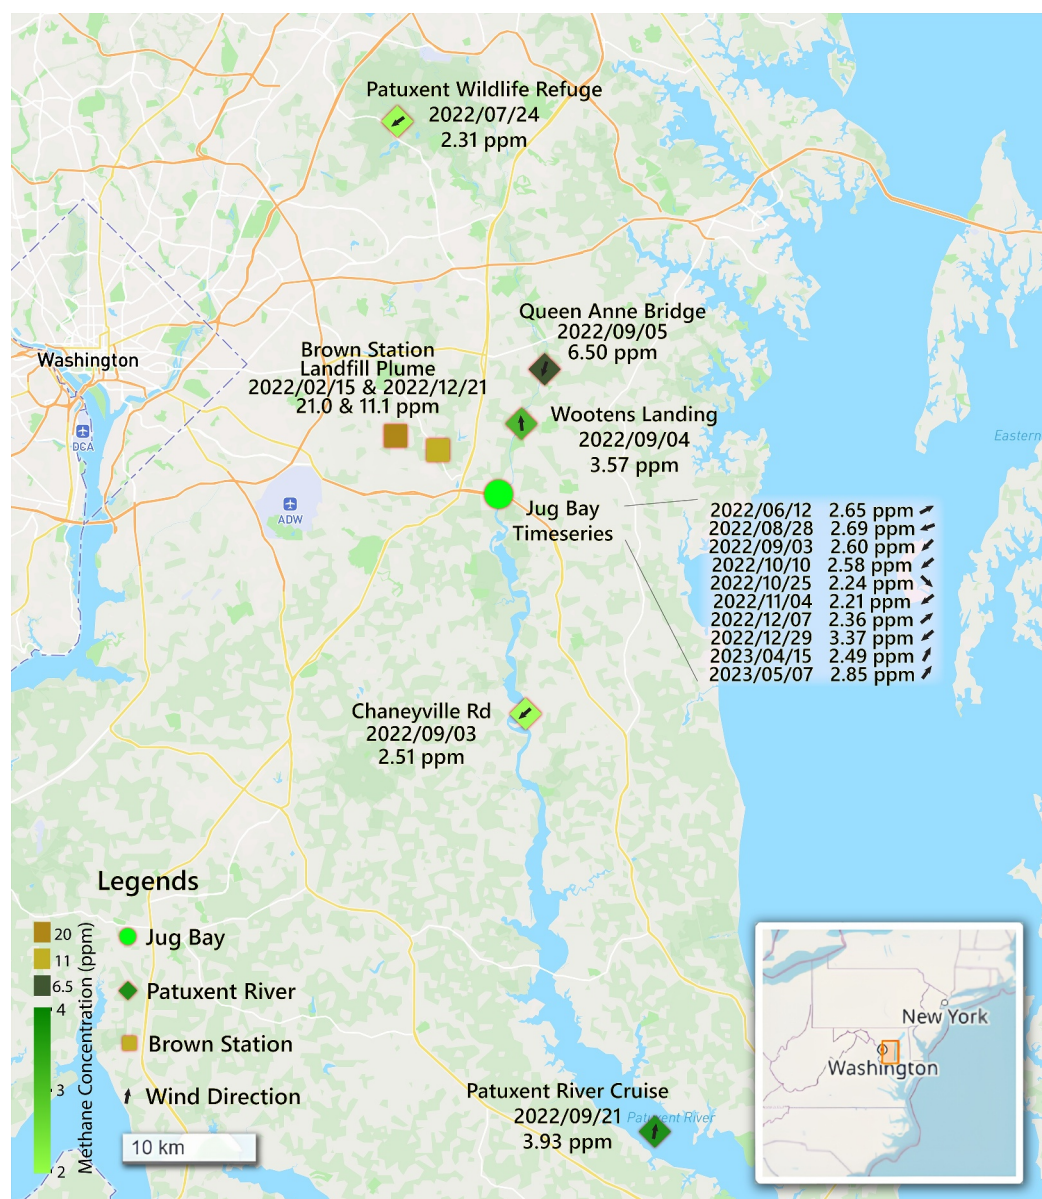 Patuxent Wildlife Refuge
2022/07/24
2.31 ppm
Queen Anne Bridge
2022/09/05
6.50 ppm
Washington
Brown Station
Landfill Plume
2022/02/15 & 2022/12/21
21.0 & 11.1 ppm
Wootens Landing
2022/09/04
3.57 ppm
DCA
Eastern
ADW
Jug Bay
Timeseries
2022/06/12 2.65 ppm
2022/08/28 2.69 ppm
2022/09/03 2.60 ppm
2022/10/10 2.58 ppm
2022/10/25 2.24 ppm
2022/11/04 2.21 ppm
2022/12/07 2.36 ppm
2022/12/29 3.37 ppm
2023/04/15 2.49 ppm
2023/05/07 2.85 ppm
Chaneyville Rd
2022/09/03
2.51 ppm
Legends
Methane Concentration (ppm)
20
11
6.5
4
3
2
Jug Bay
Patuxent River
Brown Station
Wind Direction
10 km
Patuxent River Cruise
2022/09/21
3.93 ppm
Patuxent River
New York
Washington